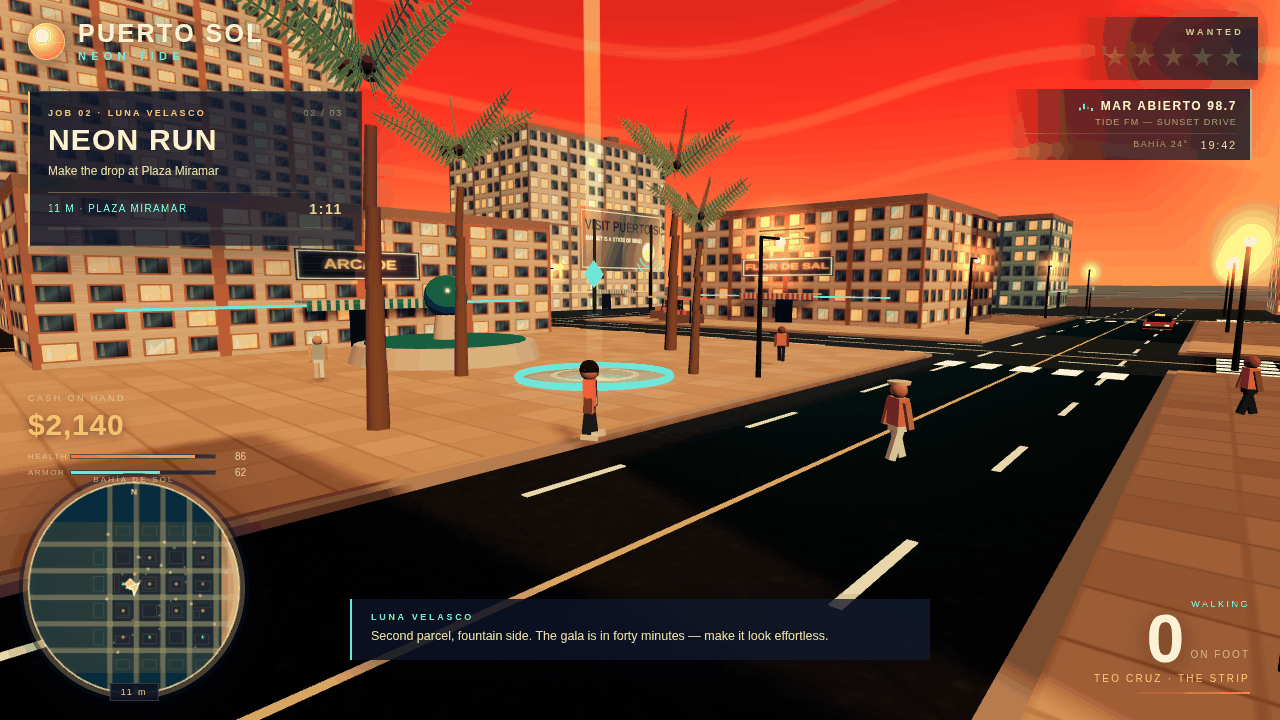 PUERTO SOL
NEON TIDE
JOB 02 · LUNA VELASCO 02 / 03
NEON RUN
Make the drop at Plaza Miramar
11 M · PLAZA MIRAMAR 1:11
WANTED
MAR ABIERTO 98.7
TIDE FM — SUNSET DRIVE
BAHÍA 24° 19:42
VISIT PUERTO S
ARCADE
FLOR DE SAL
CASH ON HAND
$2,140
HEALTH 86
ARMOR 62
BAHÍA DE SOL
N
11 m
LUNA VELASCO
Second parcel, fountain side. The gala is in forty minutes — make it look effortless.
WALKING
0 ON FOOT
TEO CRUZ · THE STRIP